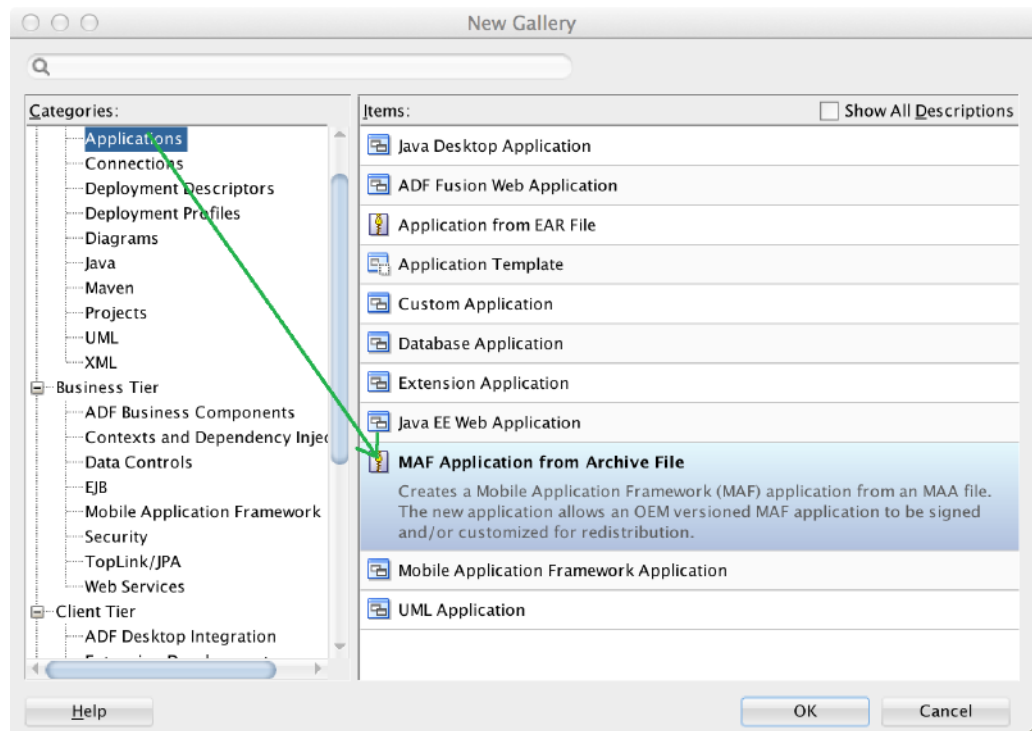 New Gallery
Categories:
Applications
Connections
Deployment Descriptors
Deployment Profiles
Diagrams
Java
Maven
Projects
UML
XML
Business Tier
ADF Business Components
Contexts and Dependency Injec
Data Controls
EJB
Mobile Application Framework
Security
TopLink/JPA
Web Services
Client Tier
ADF Desktop Integration
Items:
Show All Descriptions
Java Desktop Application
ADF Fusion Web Application
Application from EAR File
Application Template
Custom Application
Database Application
Extension Application
Java EE Web Application
MAF Application from Archive File
Creates a Mobile Application Framework (MAF) application from an MAA file.
The new application allows an OEM versioned MAF application to be signed
and/or customized for redistribution.
Mobile Application Framework Application
UML Application
Help
OK
Cancel